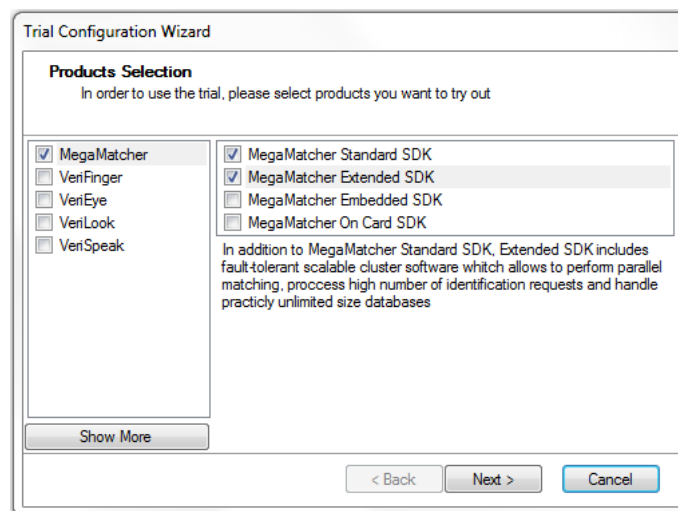 Trial Configuration Wizard
Products Selection
In order to use the trial, please select products you want to try out
MegaMatcher
VeriFinger
VeriEye
VeriLook
VeriSpeak
MegaMatcher Standard SDK
MegaMatcher Extended SDK
MegaMatcher Embedded SDK
MegaMatcher On Card SDK
In addition to MegaMatcher Standard SDK, Extended SDK includes
fault-tolerant scalable cluster software whitch allows to perform parallel
matching, proccess high number of identification requests and handle
practicly unlimited size databases
Show More
< Back
Next >
Cancel